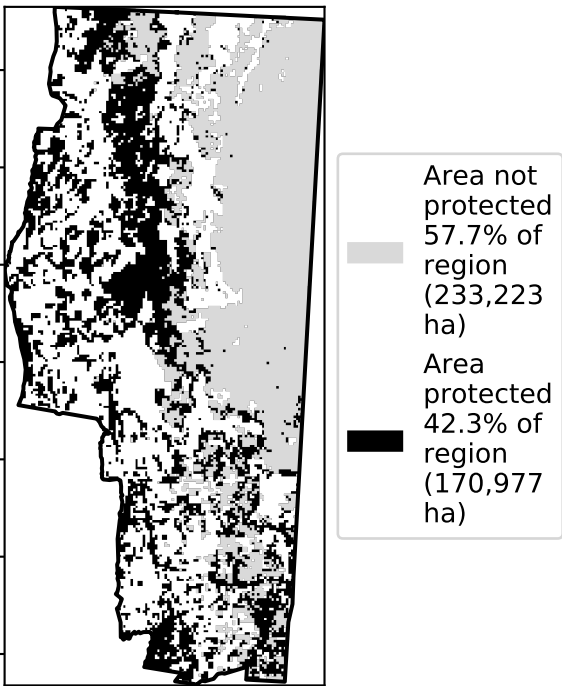 Area not
protected
57.7% of
region
(233,223
ha)
Area
protected
42.3% of
region
(170,977
ha)